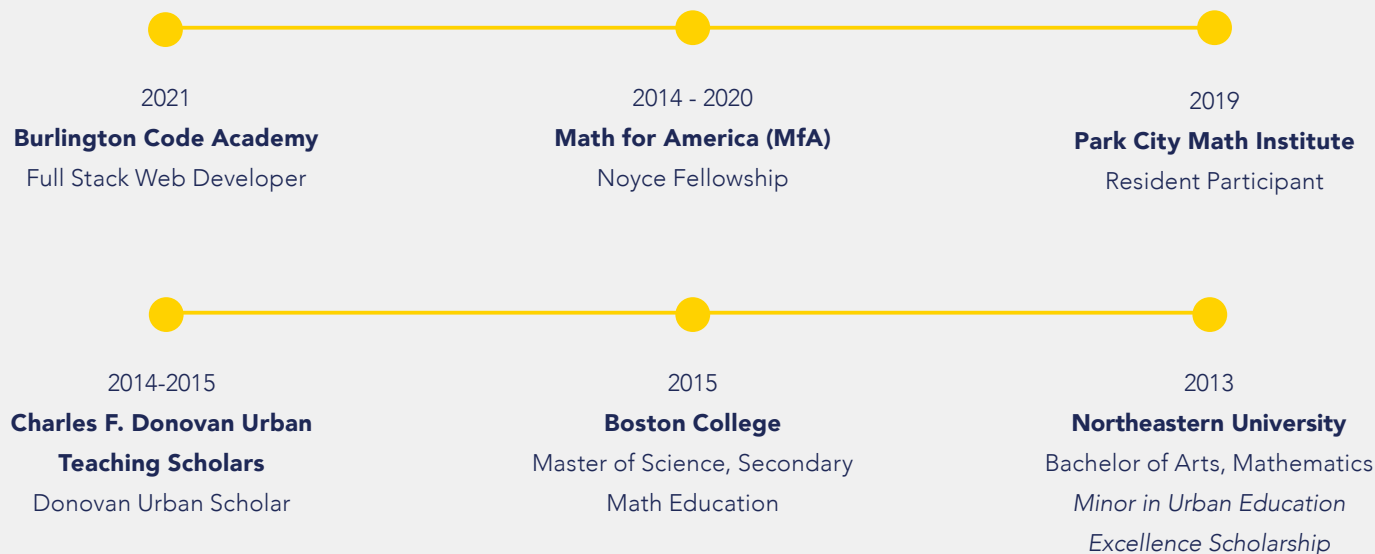 2021
Burlington Code Academy
Full Stack Web Developer
2014 - 2020
Math for America (MfA)
Noyce Fellowship
2019
Park City Math Institute
Resident Participant
2014-2015
Charles F. Donovan Urban
Teaching Scholars
Donovan Urban Scholar
2015
Boston College
Master of Science, Secondary
Math Education
2013
Northeastern University
Bachelor of Arts, Mathematics
Minor in Urban Education
Excellence Scholarship